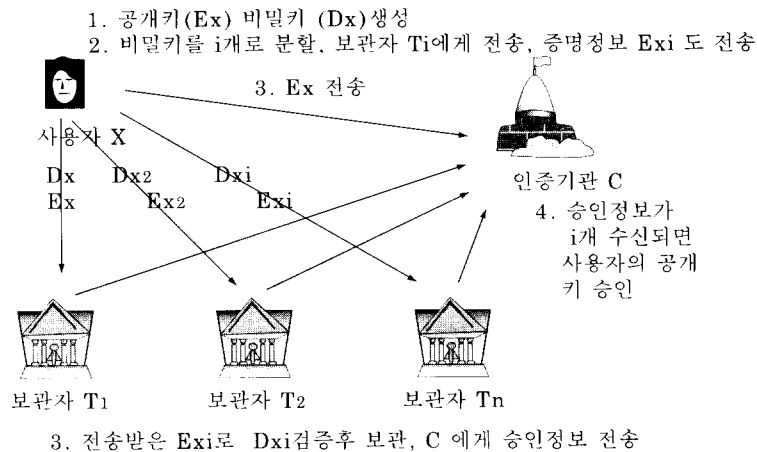 1. 공개키(Ex) 비밀키 (Dx)생성
2. 비밀키를 i개로 분할, 보관자 Ti에게 전송, 증명정보 Exi 도 전송
3. Ex 전송
사용자 X
Dx Dx2 Dxi
Ex Ex2 Exi
인증기관 C
4. 승인정보가
i개 수신되면
사용자의 공개
키 승인
보관자 T1 보관자 T2 보관자 Tn
3. 전송받은 Exi로 Dxi검증후 보관, C 에게 승인정보 전송